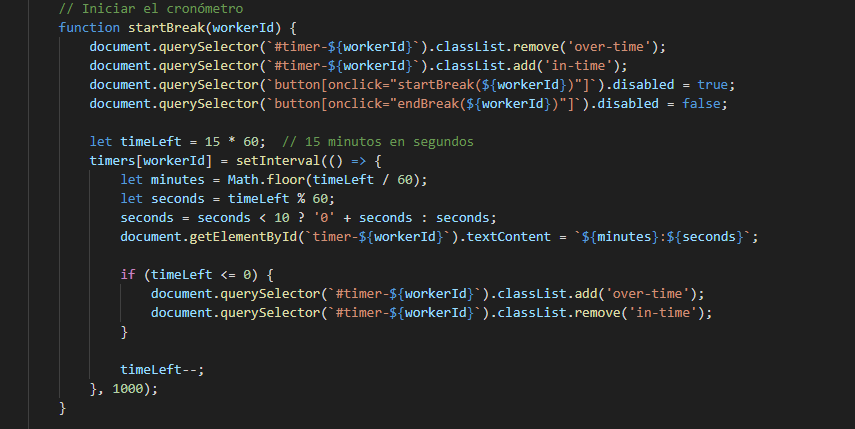 // Iniciar el cronómetro
function startBreak(workerId) {
    document.querySelector(`#timer-${workerId}`).classList.remove('over-time');
    document.querySelector(`#timer-${workerId}`).classList.add('in-time');
    document.querySelector(`button[onclick="startBreak(${workerId})"]`).disabled = true;
    document.querySelector(`button[onclick="endBreak(${workerId})"]`).disabled = false;

    let timeLeft = 15 * 60;  // 15 minutos en segundos
    timers[workerId] = setInterval(() => {
        let minutes = Math.floor(timeLeft / 60);
        let seconds = timeLeft % 60;
        seconds = seconds < 10 ? '0' + seconds : seconds;
        document.getElementById(`timer-${workerId}`).textContent = `${minutes}:${seconds}`;

        if (timeLeft <= 0) {
            document.querySelector(`#timer-${workerId}`).classList.add('over-time');
            document.querySelector(`#timer-${workerId}`).classList.remove('in-time');
        }

        timeLeft--;
    }, 1000);
}